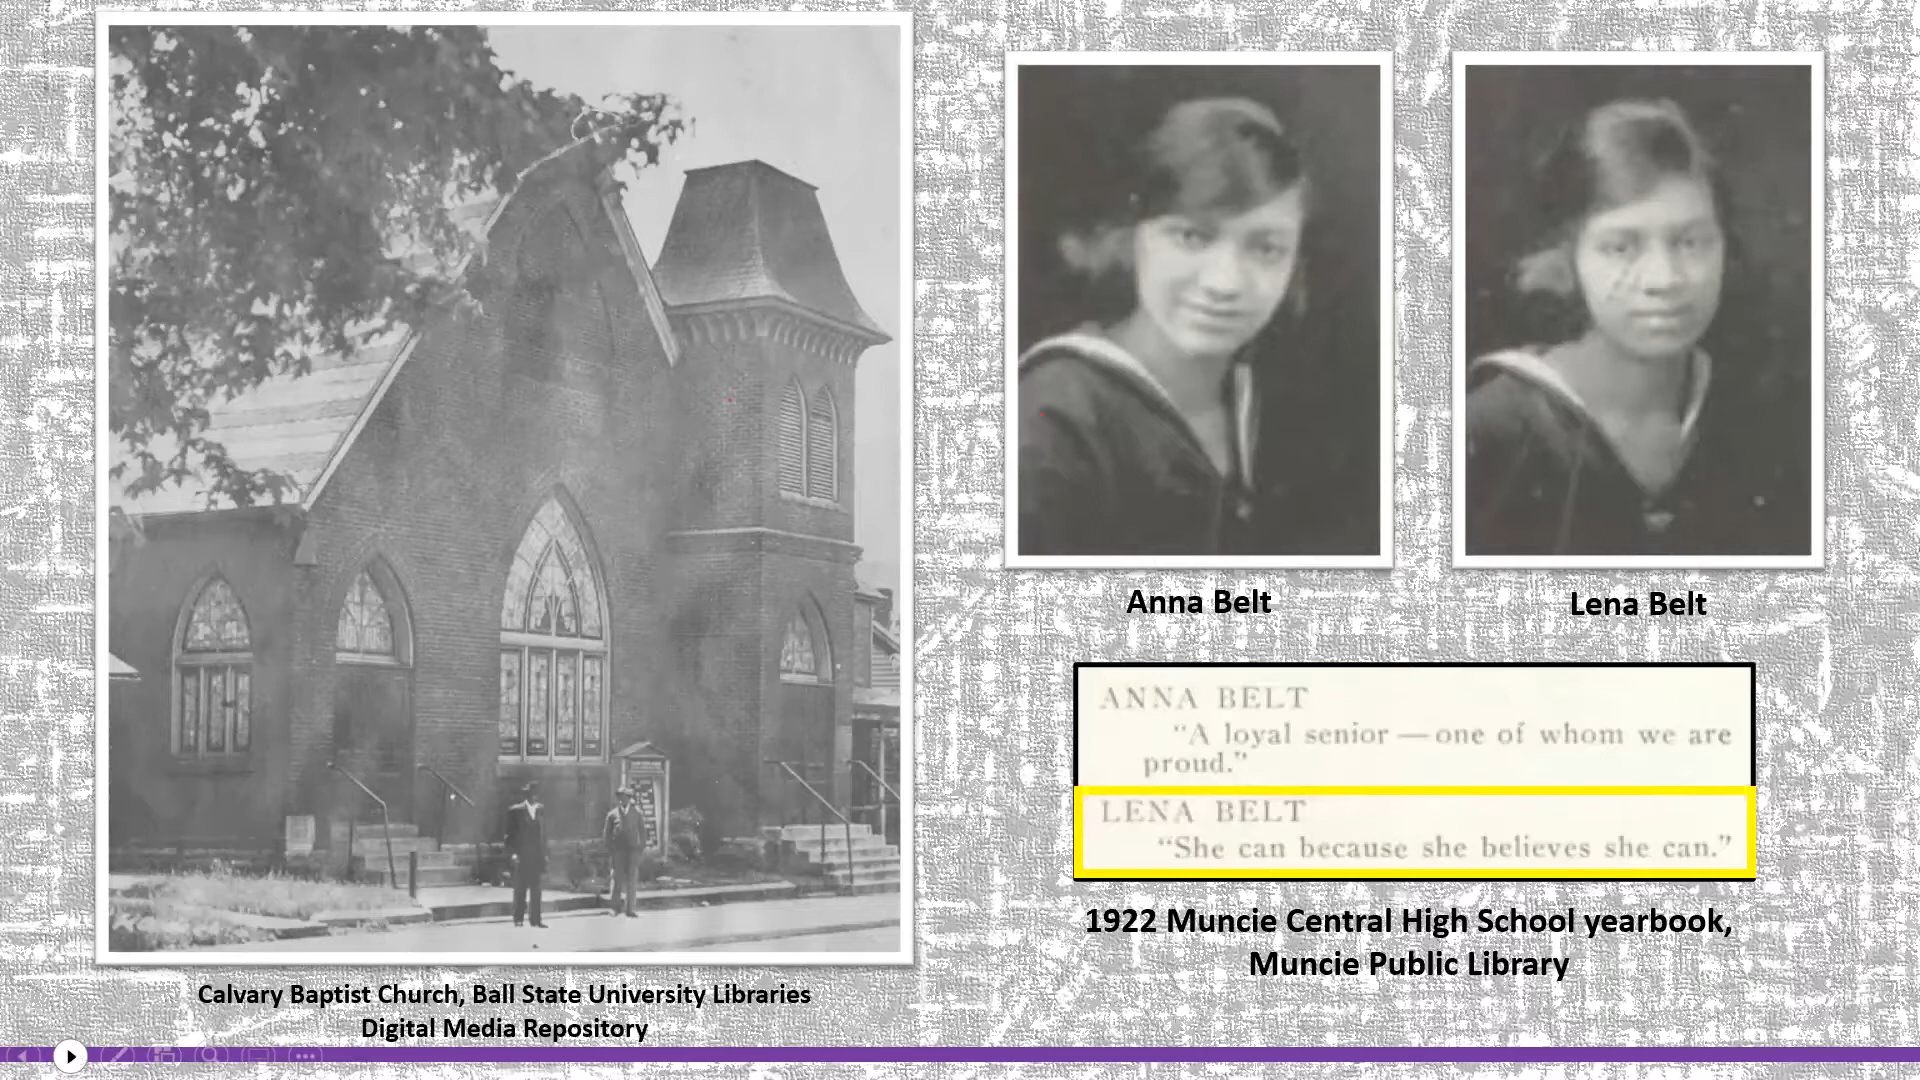 Calvary Baptist Church, Ball State University Libraries
Digital Media Repository
Anna Belt
Lena Belt
ANNA BELT
"A loyal senior — one of whom we are
proud."
LENA BELT
"She can because she believes she can."
1922 Muncie Central High School yearbook,
Muncie Public Library